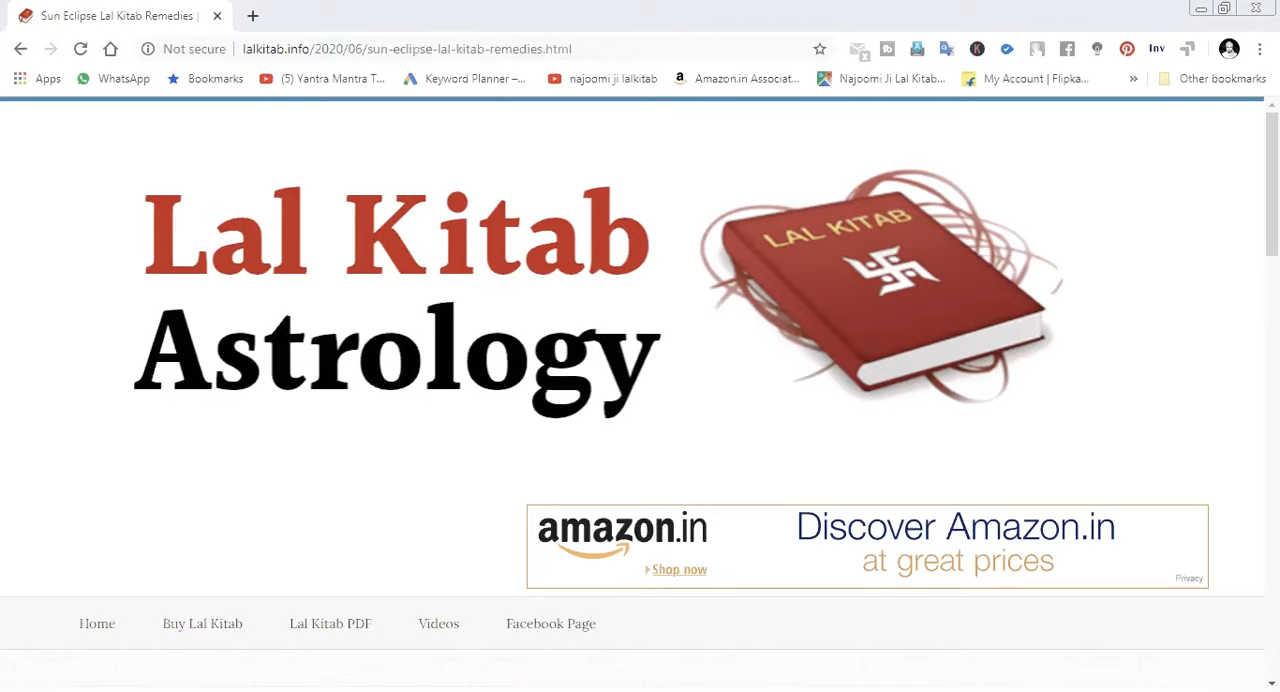 Sun Eclipse Lal Kitab Remedies |
Not secure | lalkitab.info/2020/06/sun-eclipse-lal-kitab-remedies.html
Inv
Apps WhatsApp Bookmarks (5) Yantra Mantra T... Keyword Planner –... najoomi ji lalkitab Amazon.in Associat... Najoomi Ji Lal Kitab... My Account | Flipka... » Other bookmarks
Lal Kitab
Astrology
LAL KITAB
amazon.in
Shop now
Discover Amazon.in
at great prices
Privacy
Home Buy Lal Kitab Lal Kitab PDF Videos Facebook Page